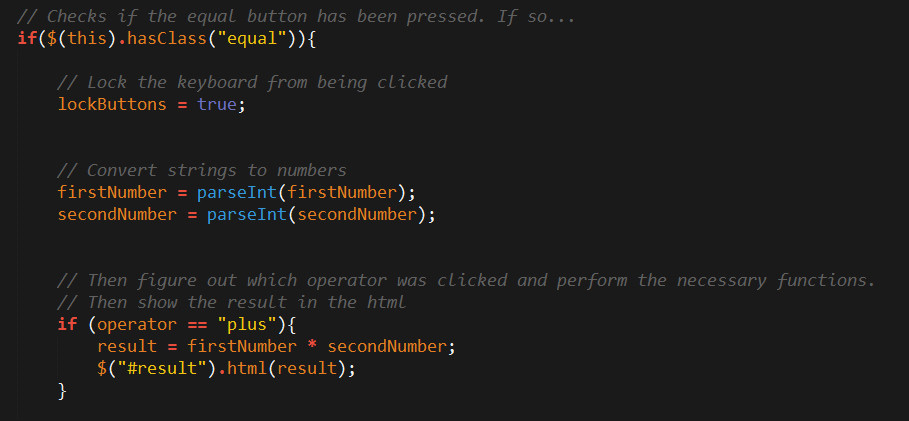 // Checks if the equal button has been pressed. If so...
if($(this).hasClass("equal")){
// Lock the keyboard from being clicked
lockButtons = true;
// Convert strings to numbers
firstNumber = parseInt(firstNumber);
secondNumber = parseInt(secondNumber);
// Then figure out which operator was clicked and perform the necessary functions.
// Then show the result in the html
if (operator == "plus"){
result = firstNumber * secondNumber;
$("#result").html(result);
}